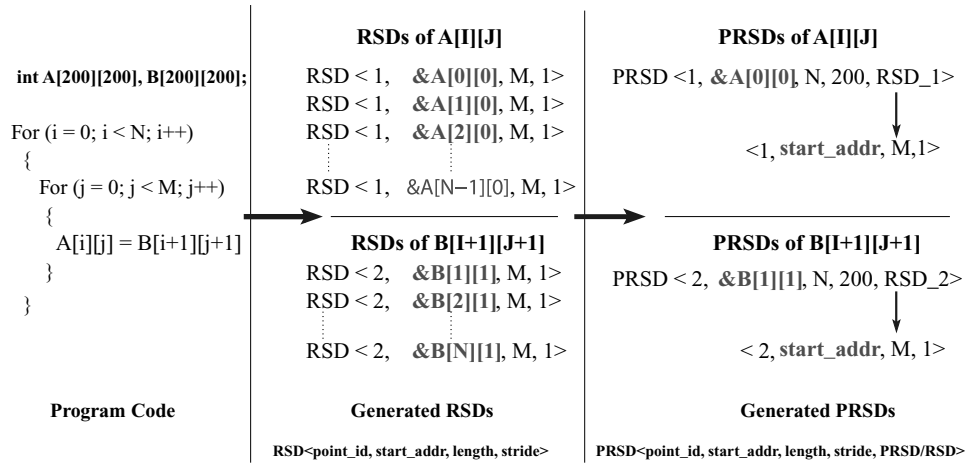 int A[200][200], B[200][200];
For (i = 0; i < N; i++)
{
For (j = 0; j < M; j++)
{
A[i][j] = B[i+1][j+1]
}
}
Program Code
RSDs of A[I][J]
RSD < 1, &A[0][0], M, 1>
RSD < 1, &A[1][0], M, 1>
RSD < 1, &A[2][0], M, 1>
RSD < 1, &A[N−1][0], M, 1>
RSDs of B[I+1][J+1]
RSD < 2, &B[1][1], M, 1>
RSD < 2, &B[2][1], M, 1>
RSD < 2, &B[N][1], M, 1>
Generated RSDs
RSD<point_id, start_addr, length, stride>
PRSDs of A[I][J]
PRSD <1, &A[0][0], N, 200, RSD_1>
<1, start_addr, M,1>
PRSDs of B[I+1][J+1]
PRSD < 2, &B[1][1], N, 200, RSD_2>
< 2, start_addr, M, 1>
Generated PRSDs
PRSD<point_id, start_addr, length, stride, PRSD/RSD>